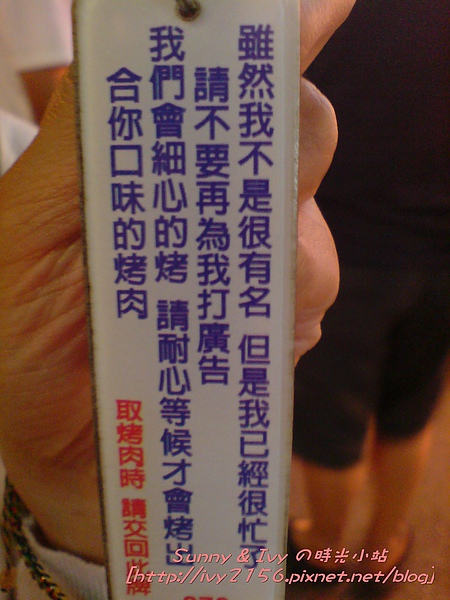 雖然我不是很有名 但是我已經很忙
請不要再為我打廣告
我們會細心的烤 請耐心等候才會烤出
合你口味的烤肉
取烤肉時 請交回此牌
Sunny & Ivy の時光小站
[http://ivy2156.pixnet.net/blog]